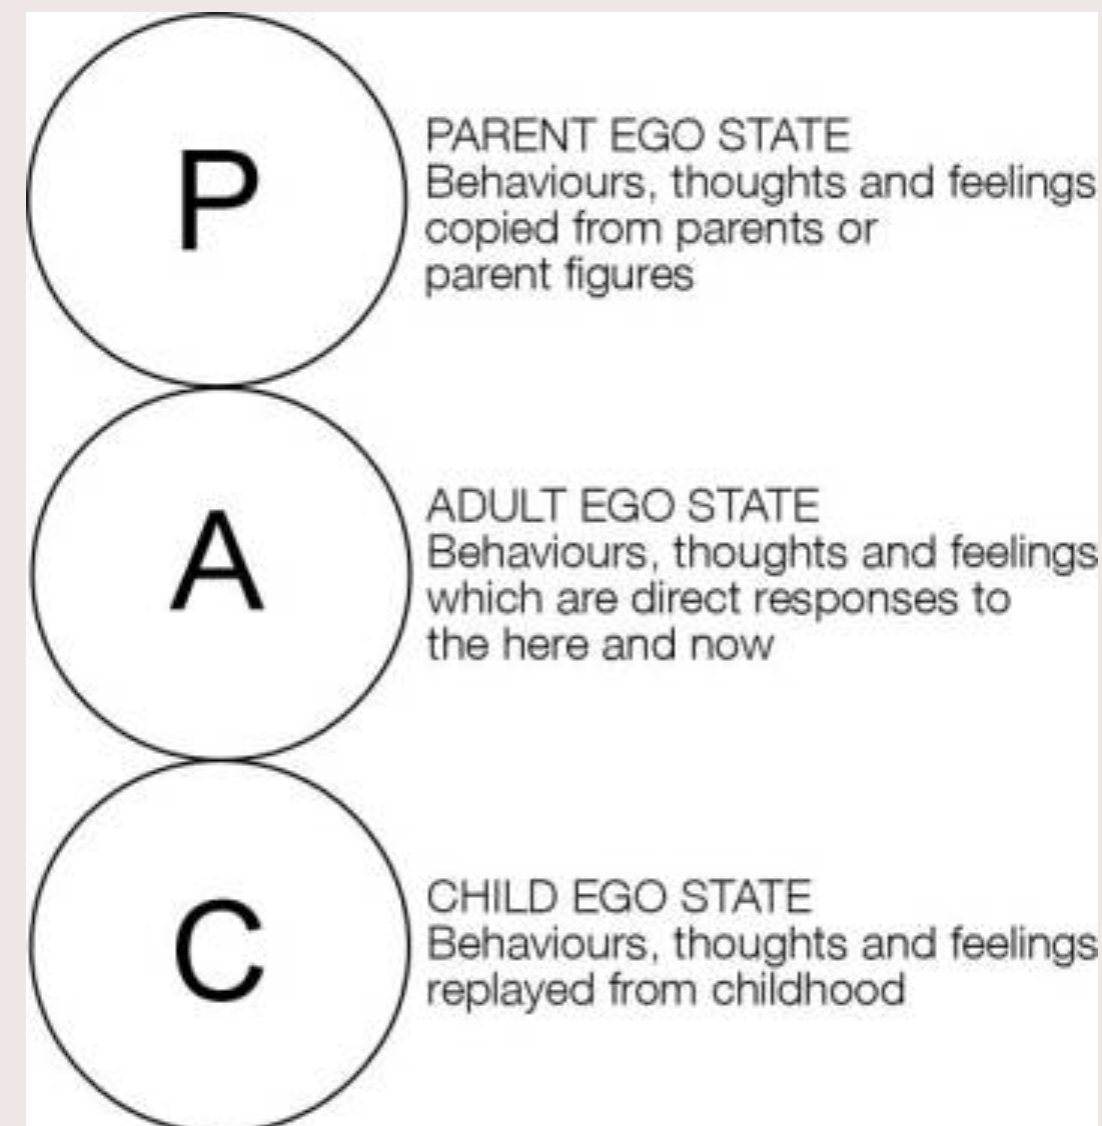 P
PARENT EGO STATE
Behaviours, thoughts and feelings
copied from parents or
parent figures
A
ADULT EGO STATE
Behaviours, thoughts and feelings
which are direct responses to
the here and now
C
CHILD EGO STATE
Behaviours, thoughts and feelings
replayed from childhood